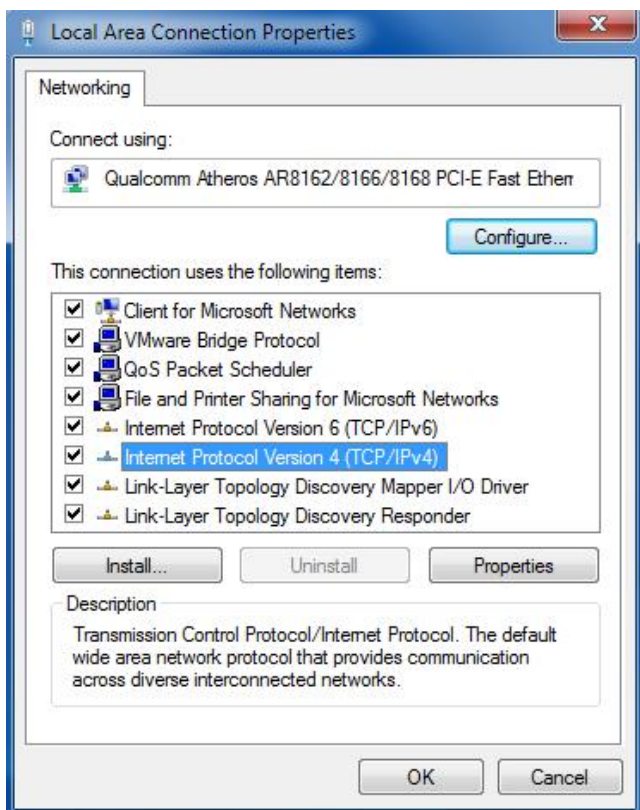 Local Area Connection Properties
Networking
Connect using:
Qualcomm Atheros AR8162/8166/8168 PCI-E Fast Ethern
Configure...
This connection uses the following items:
Client for Microsoft Networks
VMware Bridge Protocol
QoS Packet Scheduler
File and Printer Sharing for Microsoft Networks
Internet Protocol Version 6 (TCP/IPv6)
Internet Protocol Version 4 (TCP/IPv4)
Link-Layer Topology Discovery Mapper I/O Driver
Link-Layer Topology Discovery Responder
Install... Uninstall Properties
Description
Transmission Control Protocol/Internet Protocol. The default
wide area network protocol that provides communication
across diverse interconnected networks.
OK Cancel